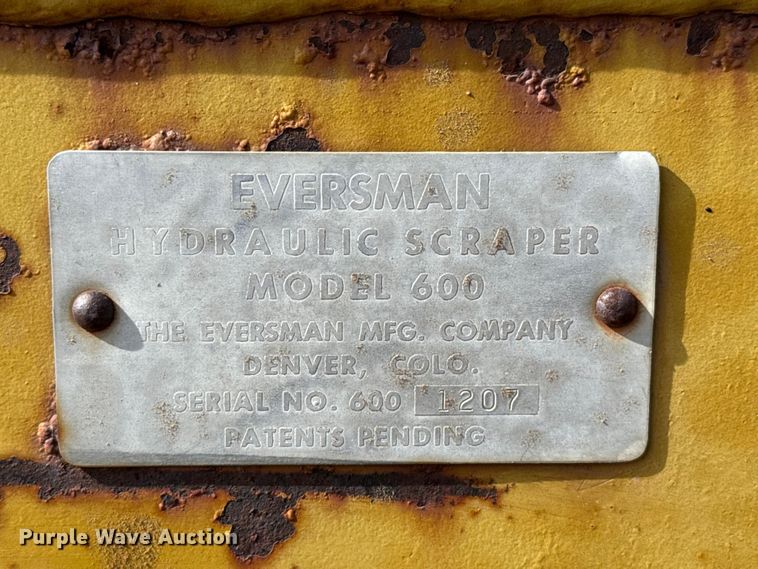 EVERSMAN
HYDRAULIC SCRAPER
MODEL 600
THE EVERSMAN MFG. COMPANY
DENVER, COLO.
SERIAL NO. 600 1207
PATENTS PENDING
Purple Wave Auction